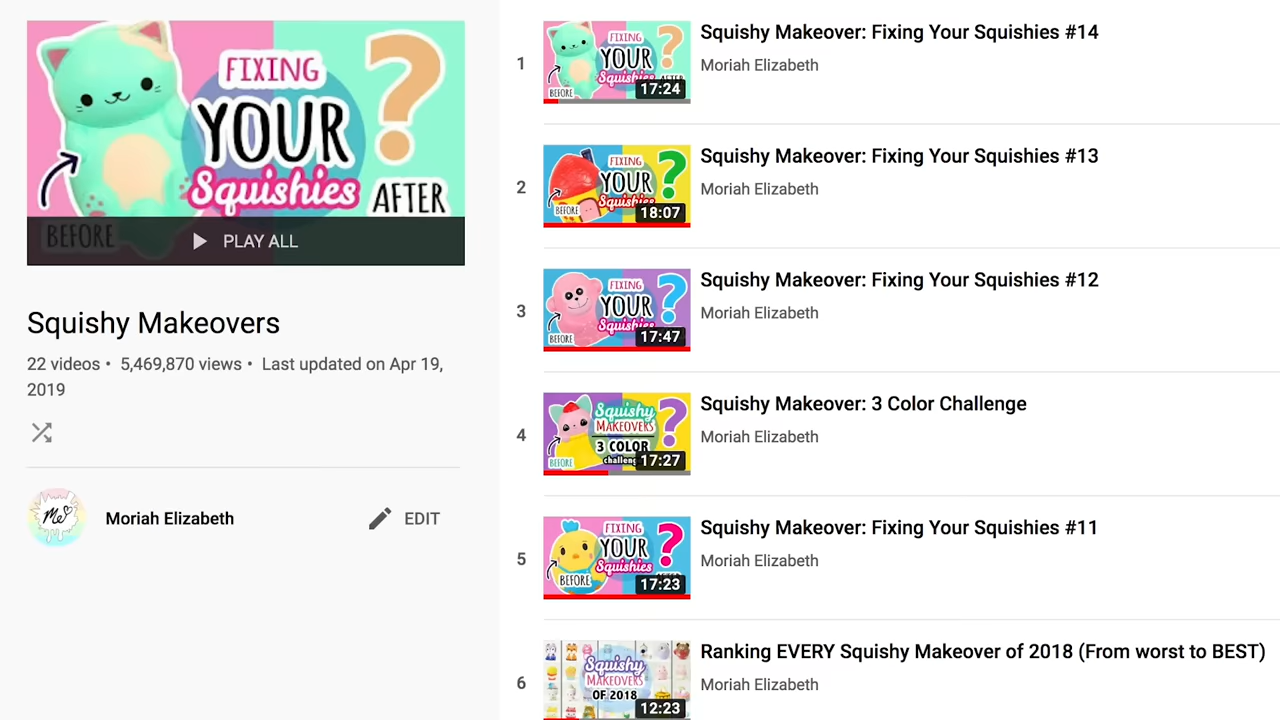 FIXING
YOUR
Squishies
AFTER
BEFORE
PLAY ALL
Squishy Makeovers
22 videos • 5,469,870 views • Last updated on Apr 19,
2019
Me
Moriah Elizabeth
EDIT
1
FIXING
YOUR
Squishies
BEFORE
17:24
Squishy Makeover: Fixing Your Squishies #14
Moriah Elizabeth
2
FIXING
YOUR
Squishies
BEFORE
18:07
Squishy Makeover: Fixing Your Squishies #13
Moriah Elizabeth
3
FIXING
YOUR
Squishies
BEFORE
17:47
Squishy Makeover: Fixing Your Squishies #12
Moriah Elizabeth
4
Squishy
MAKEOVERS
3 COLOR
challeng
BEFORE
17:27
Squishy Makeover: 3 Color Challenge
Moriah Elizabeth
5
FIXING
YOUR
Squishies
BEFORE
17:23
Squishy Makeover: Fixing Your Squishies #11
Moriah Elizabeth
6
Squishy
MAKEOVERS
OF 2018
12:23
Ranking EVERY Squishy Makeover of 2018 (From worst to BEST)
Moriah Elizabeth